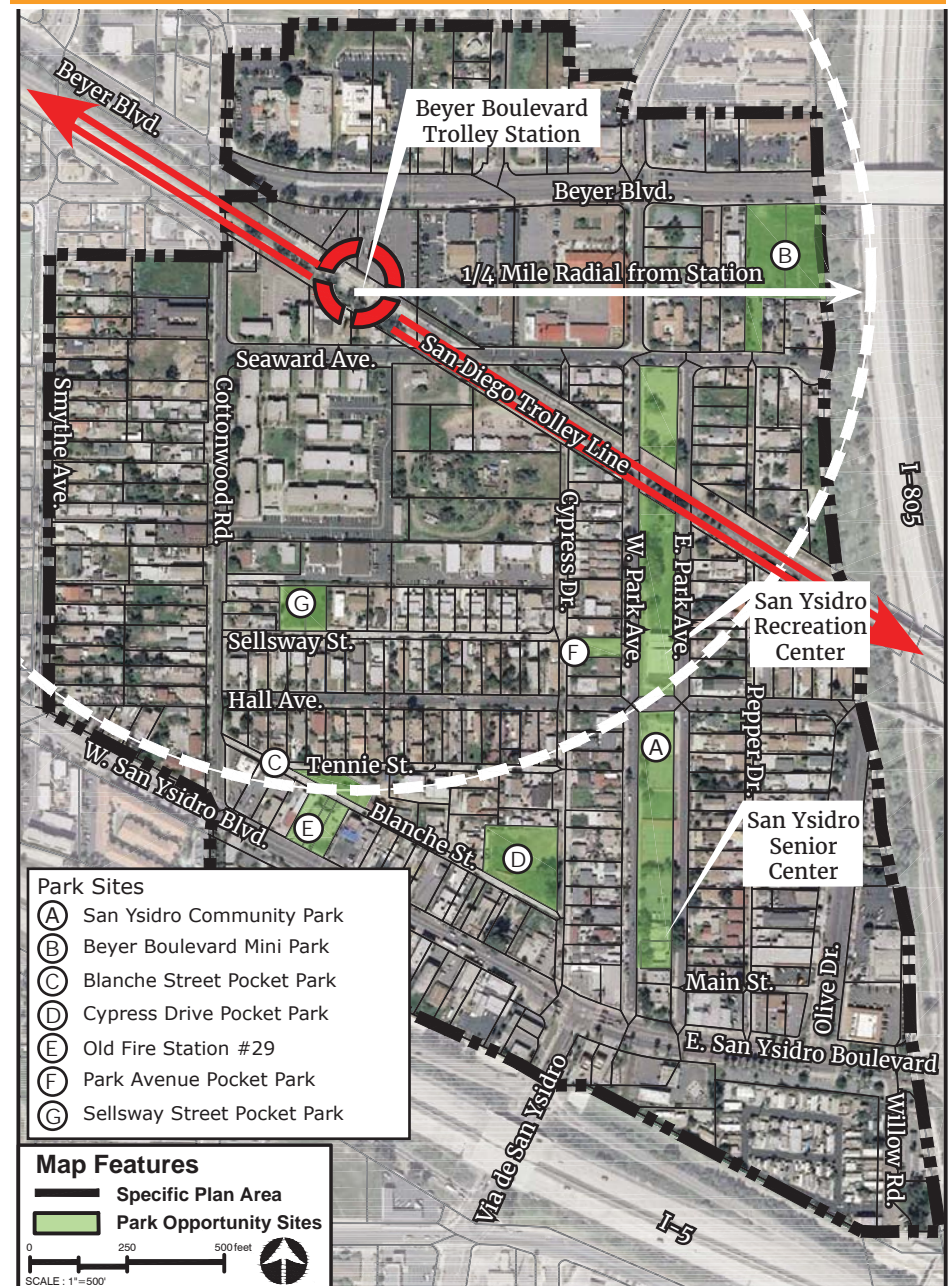 Beyer Blvd.
Beyer Boulevard
Trolley Station
Beyer Blvd.
B
1/4 Mile Radial from Station
Seaward Ave.
San Diego Trolley Line
Smythe Ave.
Cottonwood Rd.
I-805
Cypress Dr.
W. Park Ave.
E. Park Ave.
G
San Ysidro
Recreation
Center
Sellsway St.
F
Hall Ave.
Pepper Dr.
A
C
Tennie St.
W. San Ysidro Blvd.
E
Blanche St.
D
San Ysidro
Senior
Center
Main St.
Olive Dr.
E. San Ysidro Boulevard
Willow Rd.
Via de San Ysidro
I-5
Park Sites
A San Ysidro Community Park
B Beyer Boulevard Mini Park
C Blanche Street Pocket Park
D Cypress Drive Pocket Park
E Old Fire Station #29
F Park Avenue Pocket Park
G Sellsway Street Pocket Park
Map Features
Specific Plan Area
Park Opportunity Sites
0 250 500 feet
SCALE : 1"=500'